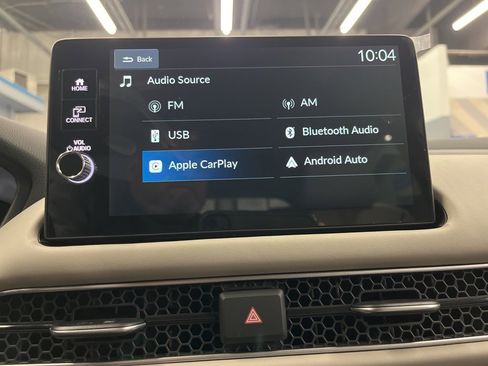 Back
10:04
Audio Source
HOME
FM
AM
CONNECT
USB
Bluetooth Audio
VOL
AUDIO
Apple CarPlay
Android Auto